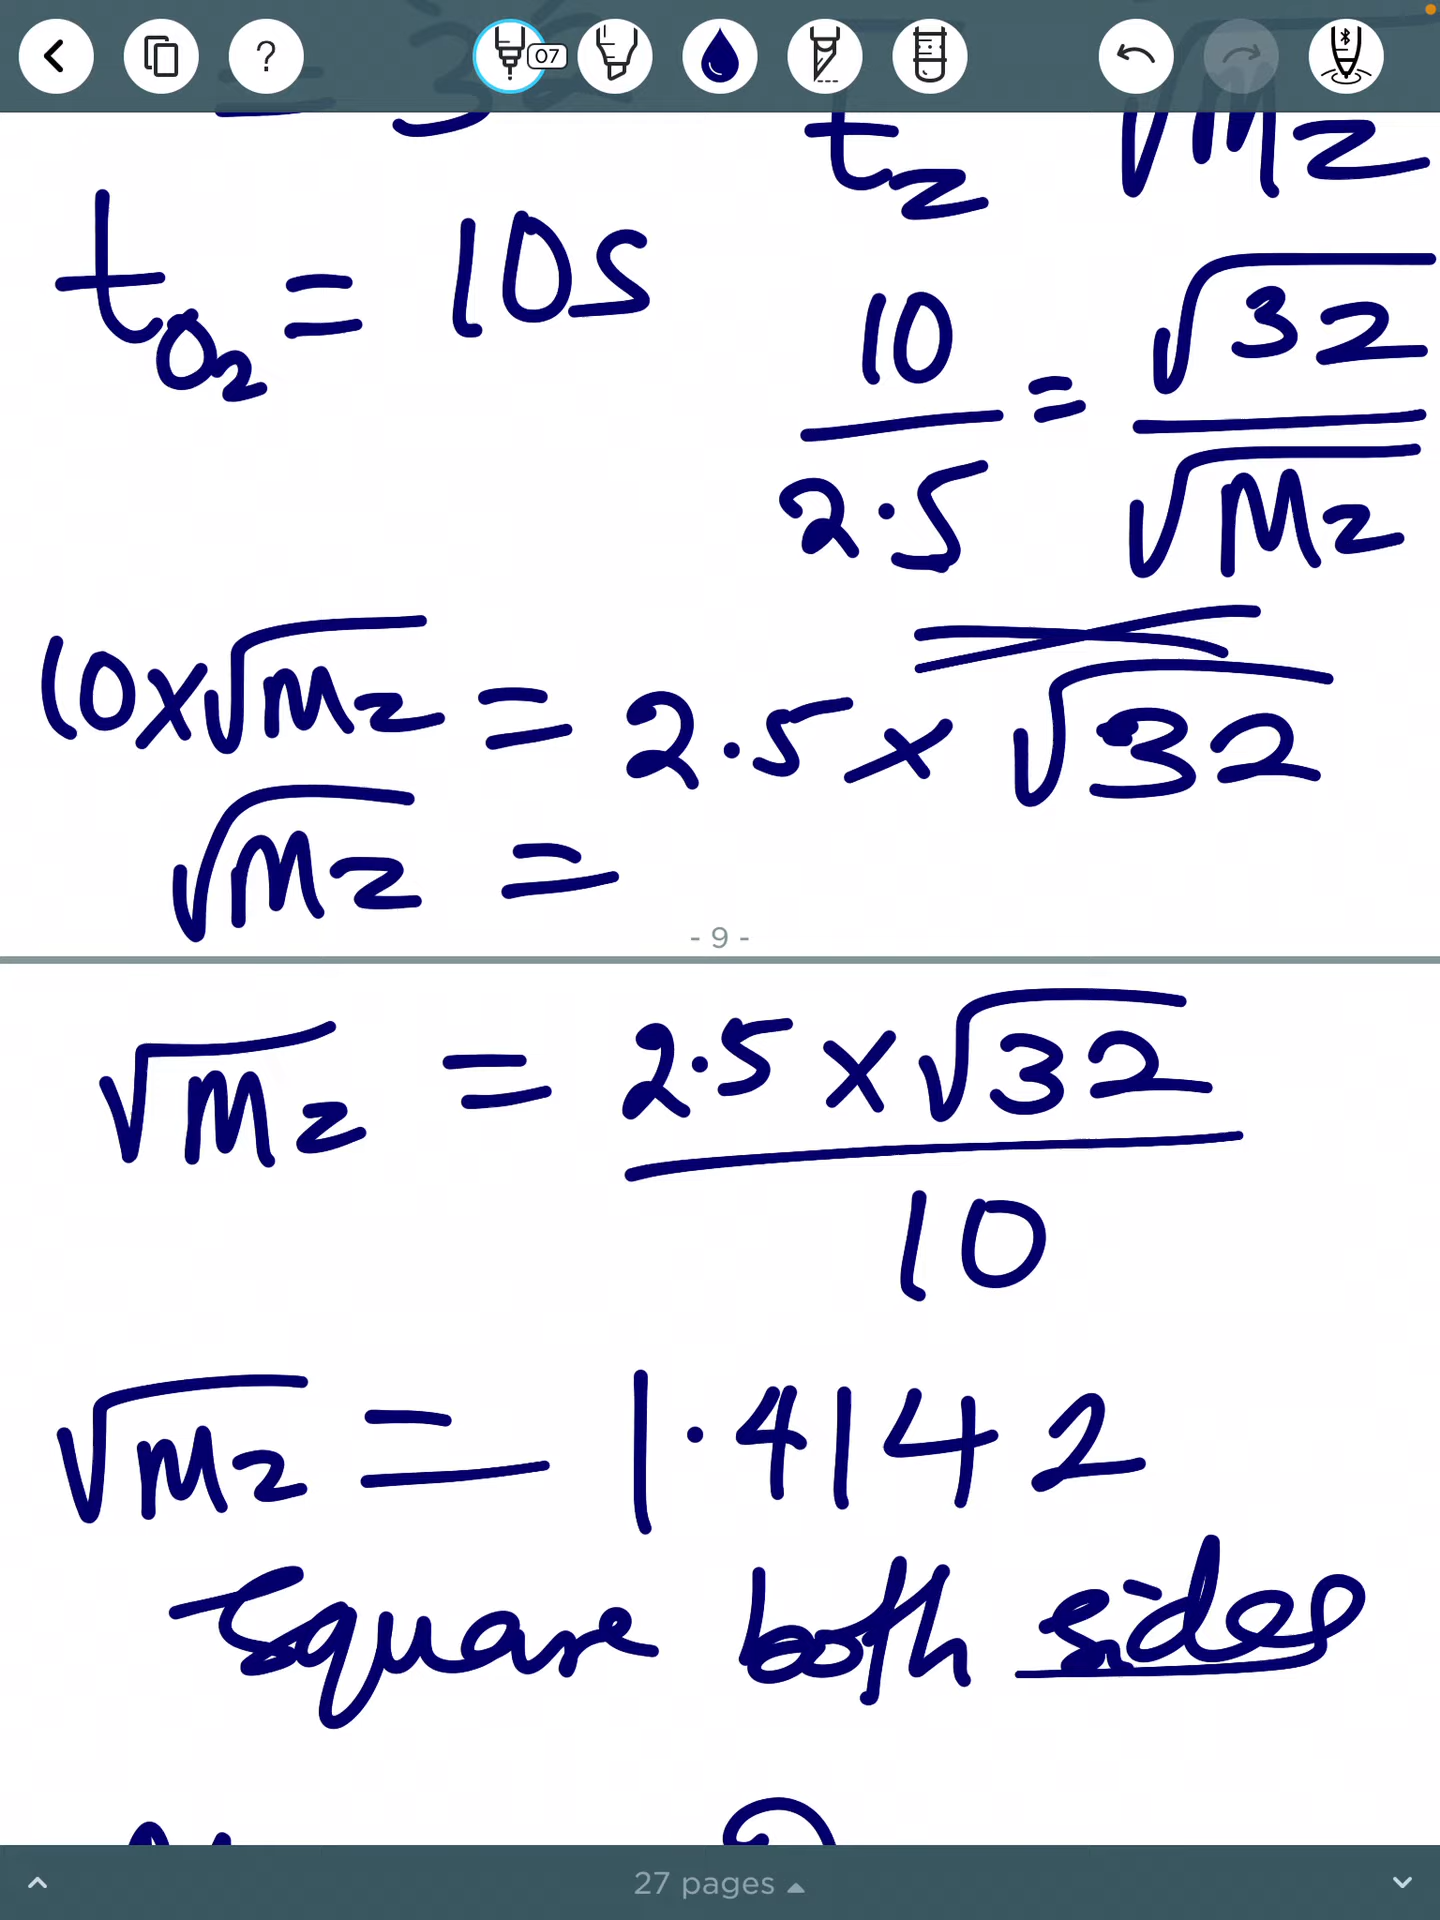 07
t₂ √M₂
t_O₂ = 10s
10/2.5 = √32/√M₂
10×√M₂ = 2.5 × √32
√M₂ =
- 9 -
√M₂ = 2.5 × √32 / 10
√M₂ = 1.4142
Square both sides
27 pages